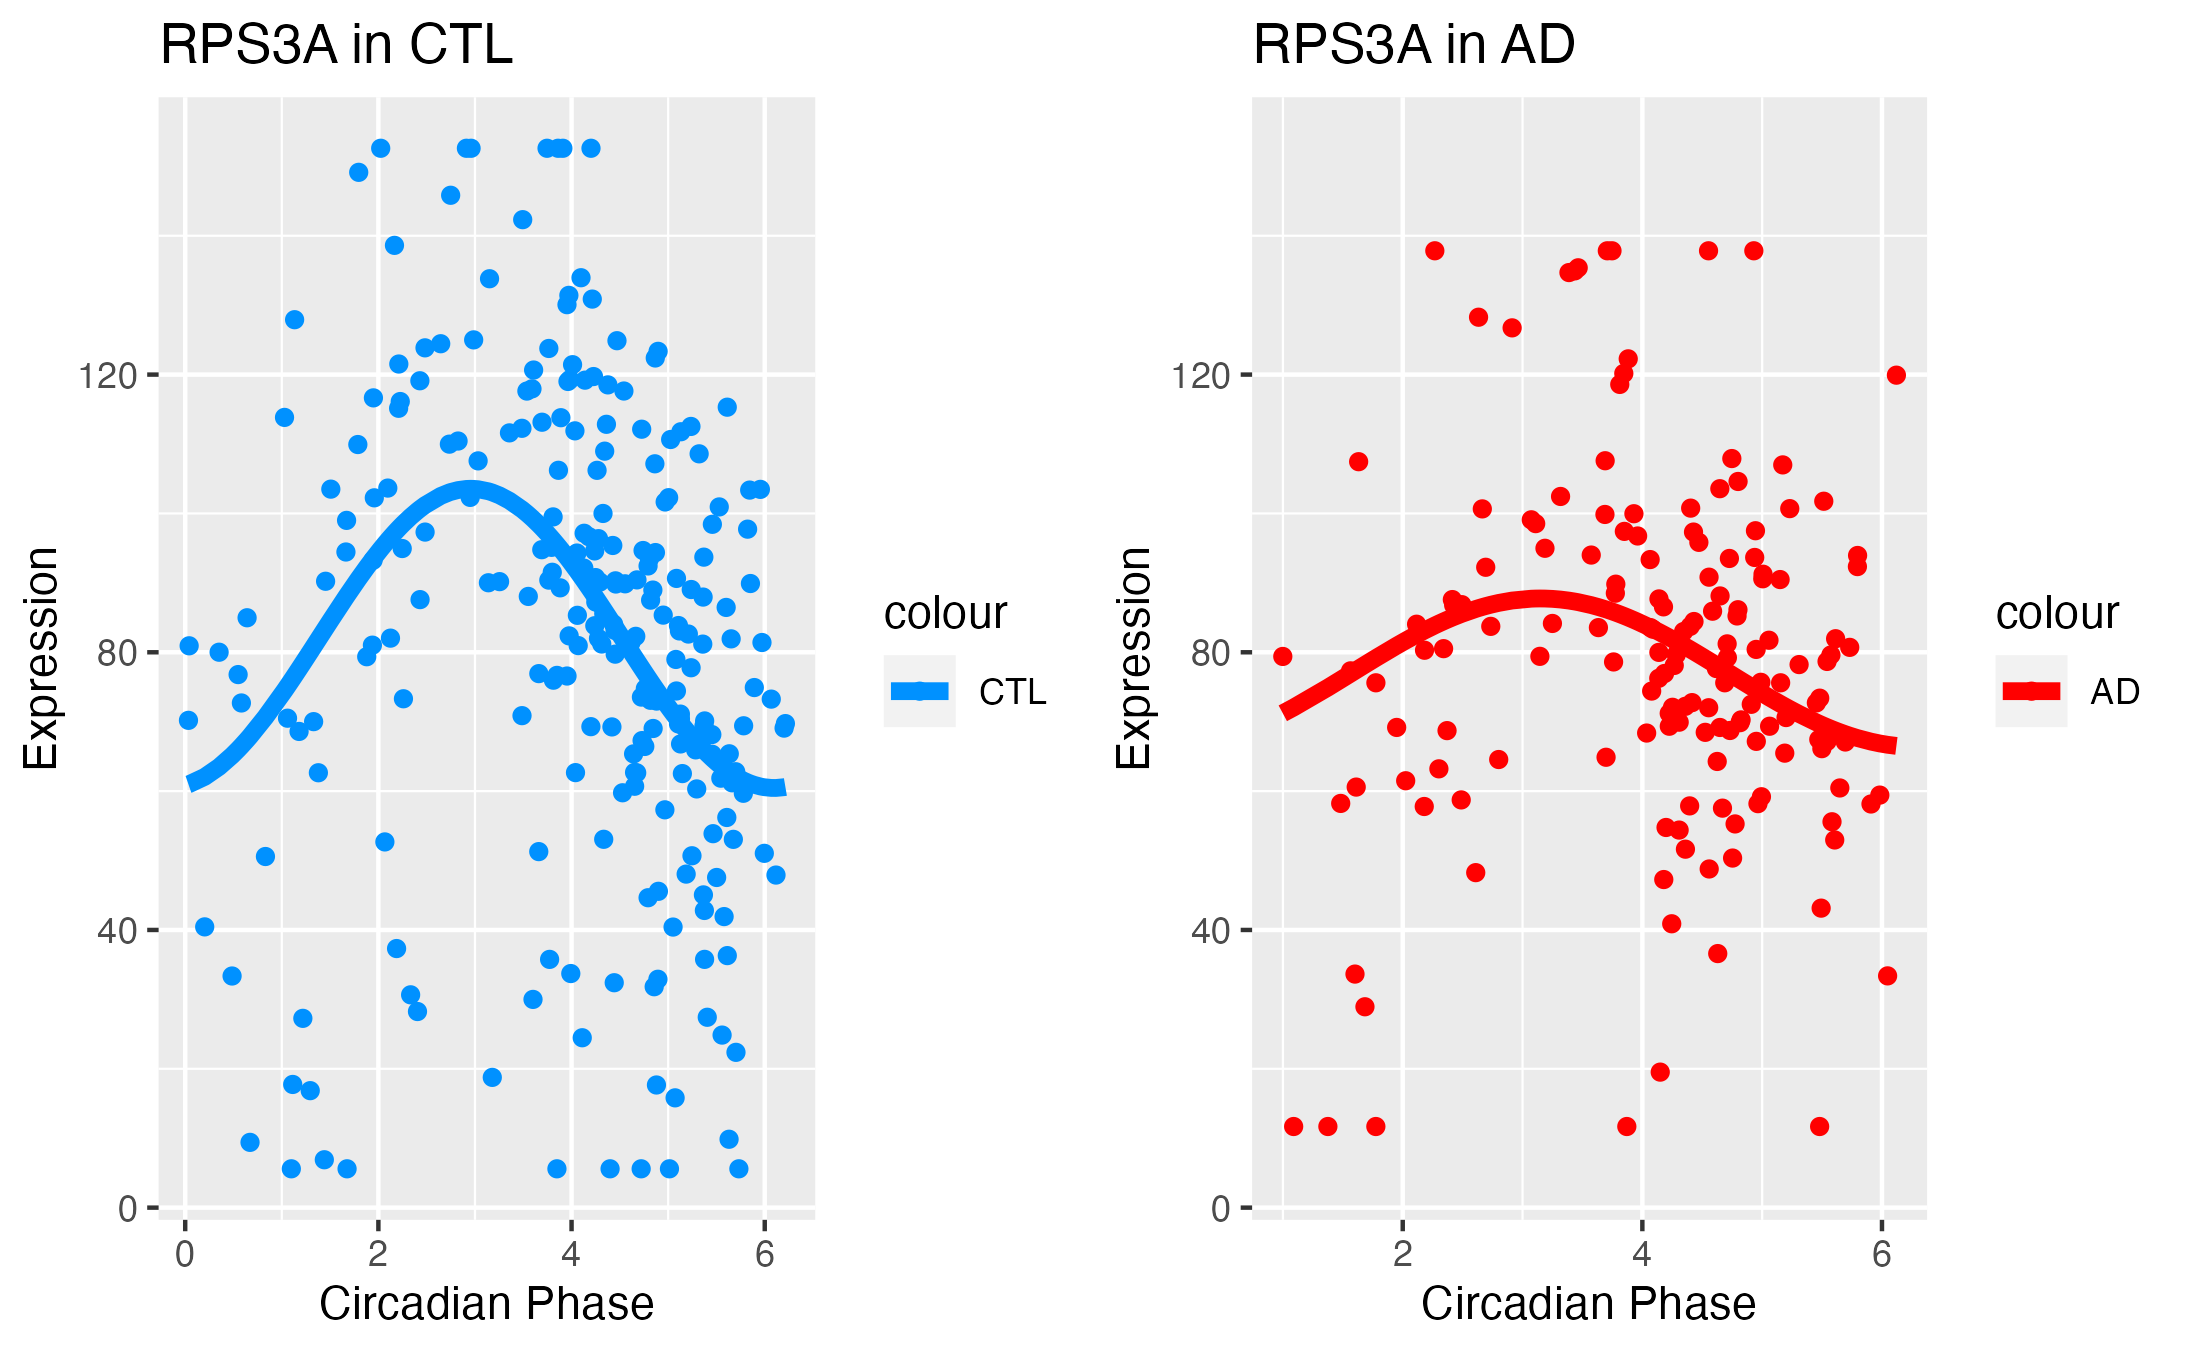 RPS3A in CTL
Expression
120
80
40
0
0 2 4 6
Circadian Phase
colour
CTL
RPS3A in AD
Expression
120
80
40
0
2 4 6
Circadian Phase
colour
AD